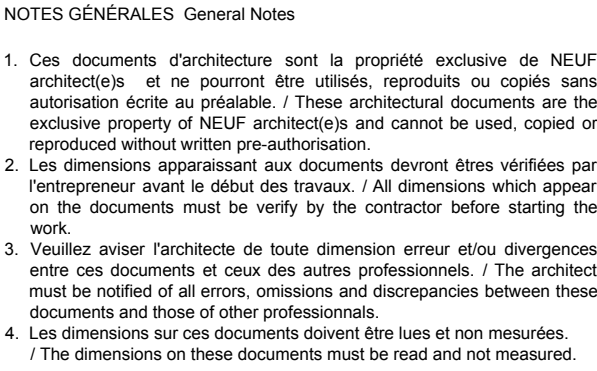 NOTES GÉNÉRALES  General Notes
1. Ces documents d'architecture sont la propriété exclusive de NEUF
architect(e)s et ne pourront être utilisés, reproduits ou copiés sans
autorisation écrite au préalable. / These architectural documents are the
exclusive property of NEUF architect(e)s and cannot be used, copied or
reproduced without written pre-authorisation.
2. Les dimensions apparaissant aux documents devront êtres vérifiées par
l'entrepreneur avant le début des travaux. / All dimensions which appear
on the documents must be verify by the contractor before starting the
work.
3. Veuillez aviser l'architecte de toute dimension erreur et/ou divergences
entre ces documents et ceux des autres professionnels. / The architect
must be notified of all errors, omissions and discrepancies between these
documents and those of other professionals.
4. Les dimensions sur ces documents doivent être lues et non mesurées.
/ The dimensions on these documents must be read and not measured.